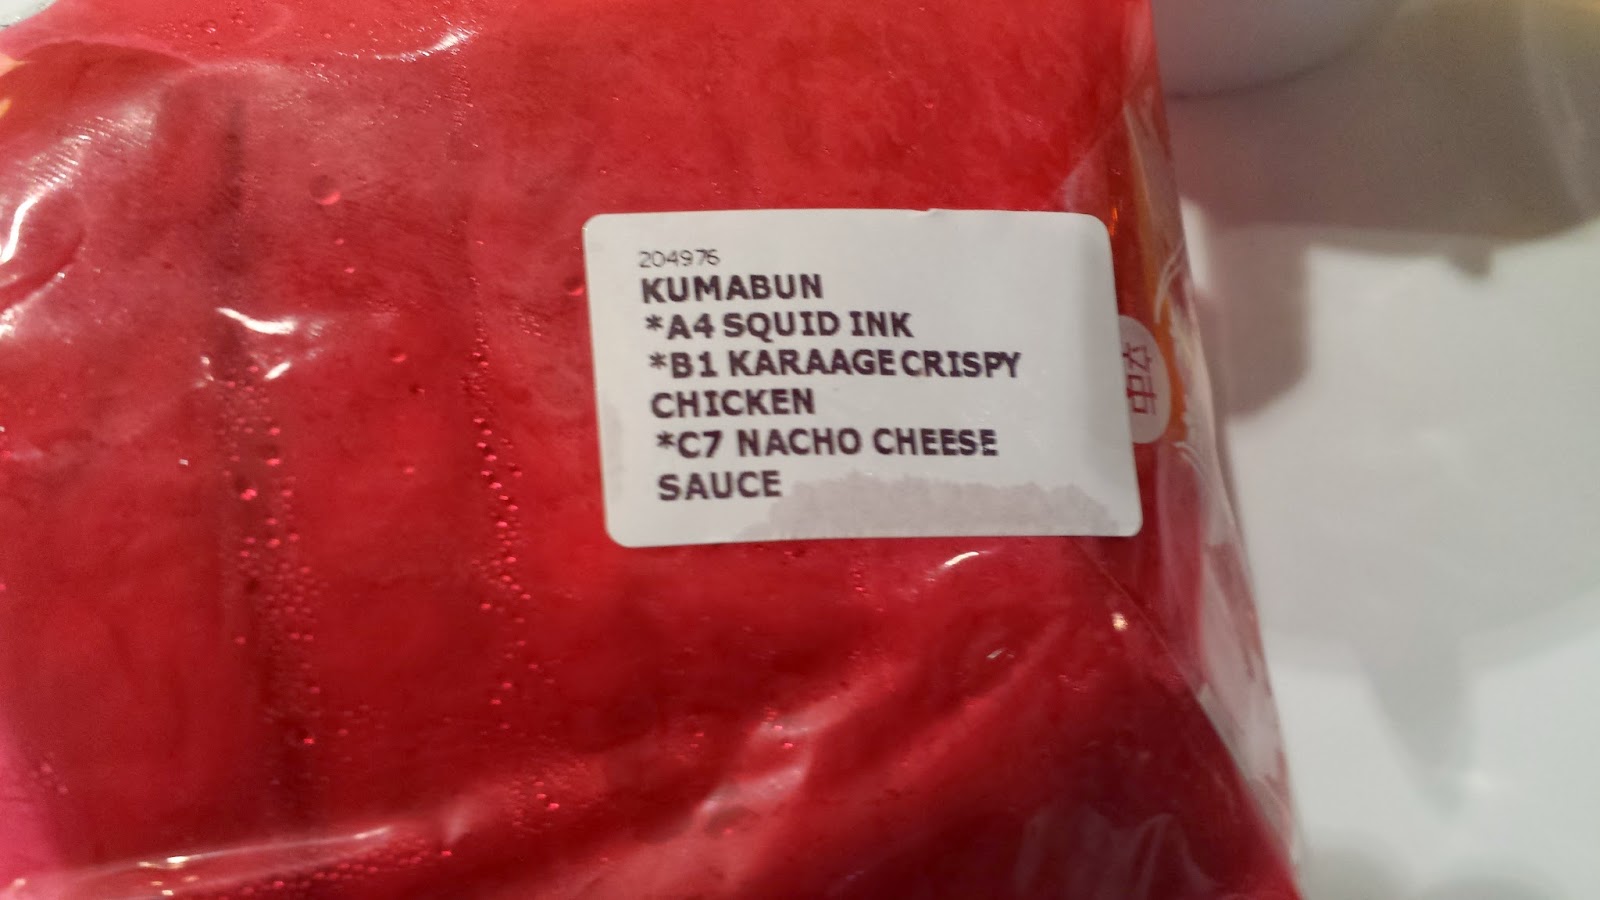 204976
KUMABUN
*A4 SQUID INK
*B1 KARAAGE CRISPY
CHICKEN
*C7 NACHO CHEESE
SAUCE